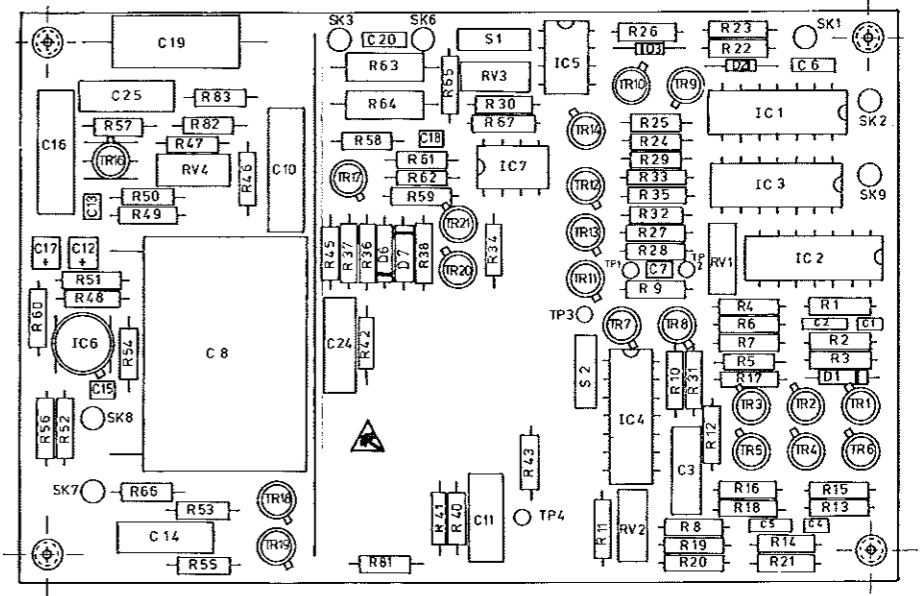 SK3 SK6 SK1
C19 C20 S1 R26 R23
ID3 R22
R63 R65 RV3 IC5 D2 C6
TR10 TR9
C25 R83 R64 R30 IC1 SK2
R67
C16 R57 R82 R58 C18 TR14 R25
R47 R24
TR16 RV4 R46 C10 R61 IC7 R29
TR17 R62 TR12 R33 IC3 SK9
C13 R50 R59 R35
R49 R32
TR21 TR13 R27
C17 + C12 + R45 R37 R36 D6 D7 R38 R34 R28 RV1 IC2
R51 TR20 TR11 TP1 C7 TP2
R48 R9
R60 TP3 R4 R1
IC6 R54 C8 C24 R42 TR7 TR8 R6 C2 C1
R7 R2
S2 R10 R31 R5 R3
C15 R17 D1
R56 R52 SK8 IC4 TR3 TR2 TR1
R12
R43 C3 TR5 TR4 TR6
SK7 R66 TR18 R16 R15
R53 R41 R40 C11 TP4 R11 RV2 R18 R13
C14 R8 C5 C4
TR19 R19 R14
R55 R81 R20 R21